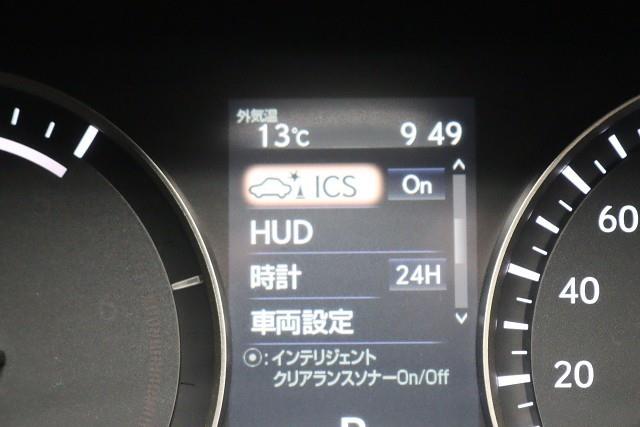 外気温
13℃ 9 49
ICS On
HUD
時計 24H
車両設定
:インテリジェント
クリアランスソナーOn/Off
60
40
20